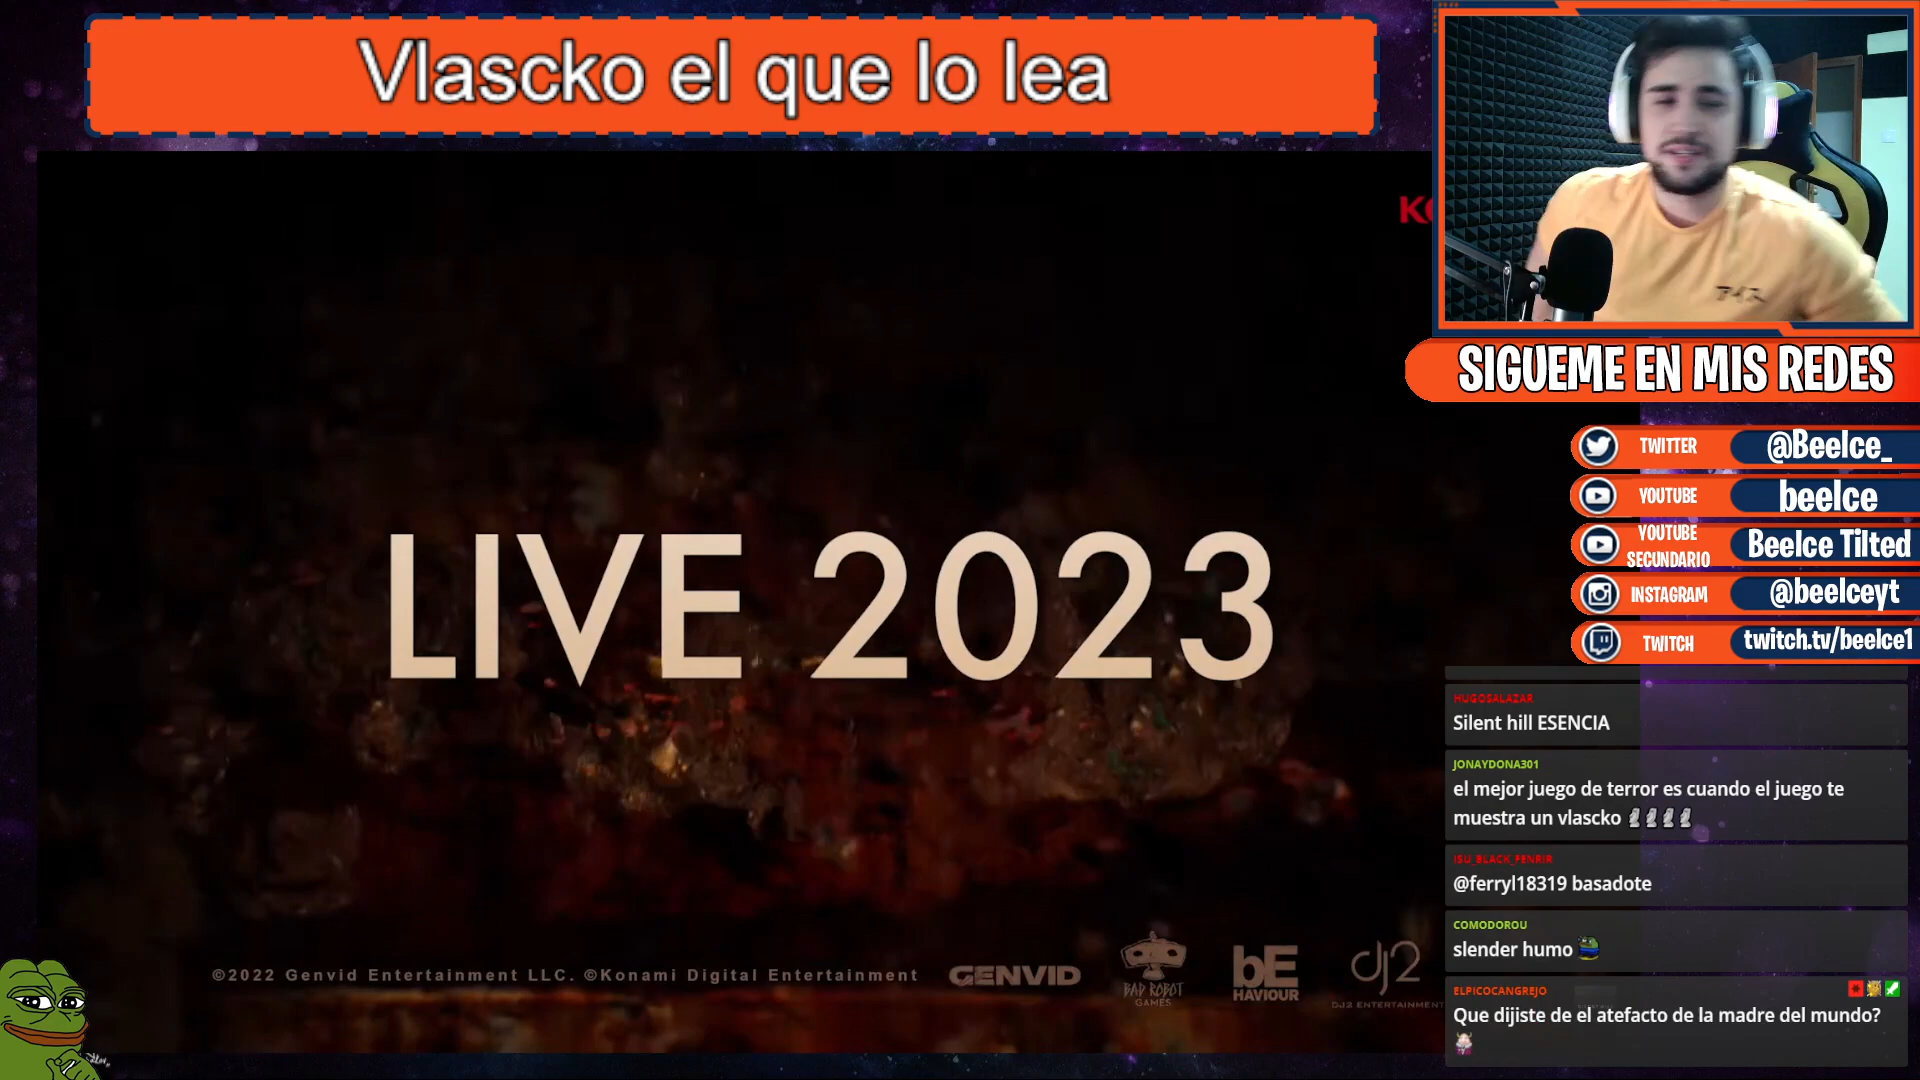 Vlascko el que lo lea
LIVE 2023
©2022 Genvid Entertainment LLC. ©Konami Digital Entertainment
GENVID
BAD ROBOT
GAMES
bE
HAVIOUR
dj2
DJ2 ENTERTAINMENT
SIGUEME EN MIS REDES
TWITTER @Beelce_
YOUTUBE beelce
YOUTUBE
SECUNDARIO Beelce Tilted
INSTAGRAM @beelceyt
TWITCH twitch.tv/beelce1
HUGOSALAZAR
Silent hill ESENCIA
JONAYDONA301
el mejor juego de terror es cuando el juego te
muestra un vlascko 🗿🗿🗿🗿
ISU_BLACK_FENRIR
@ferryl18319 basadote
COMODOROU
slender humo
ELPICOCANGREJO
Que dijiste de el atefacto de la madre del mundo?